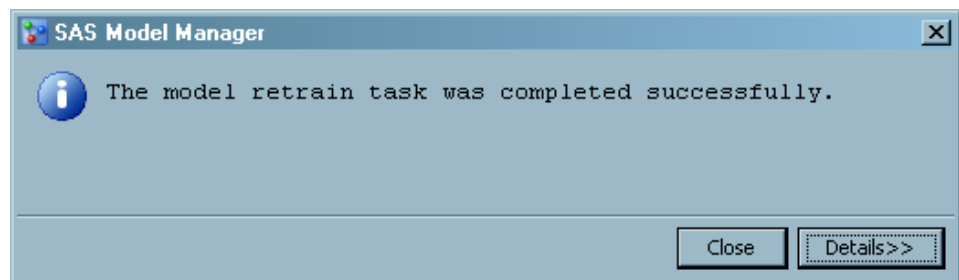 SAS Model Manager
The model retrain task was completed successfully.
Close Details>>